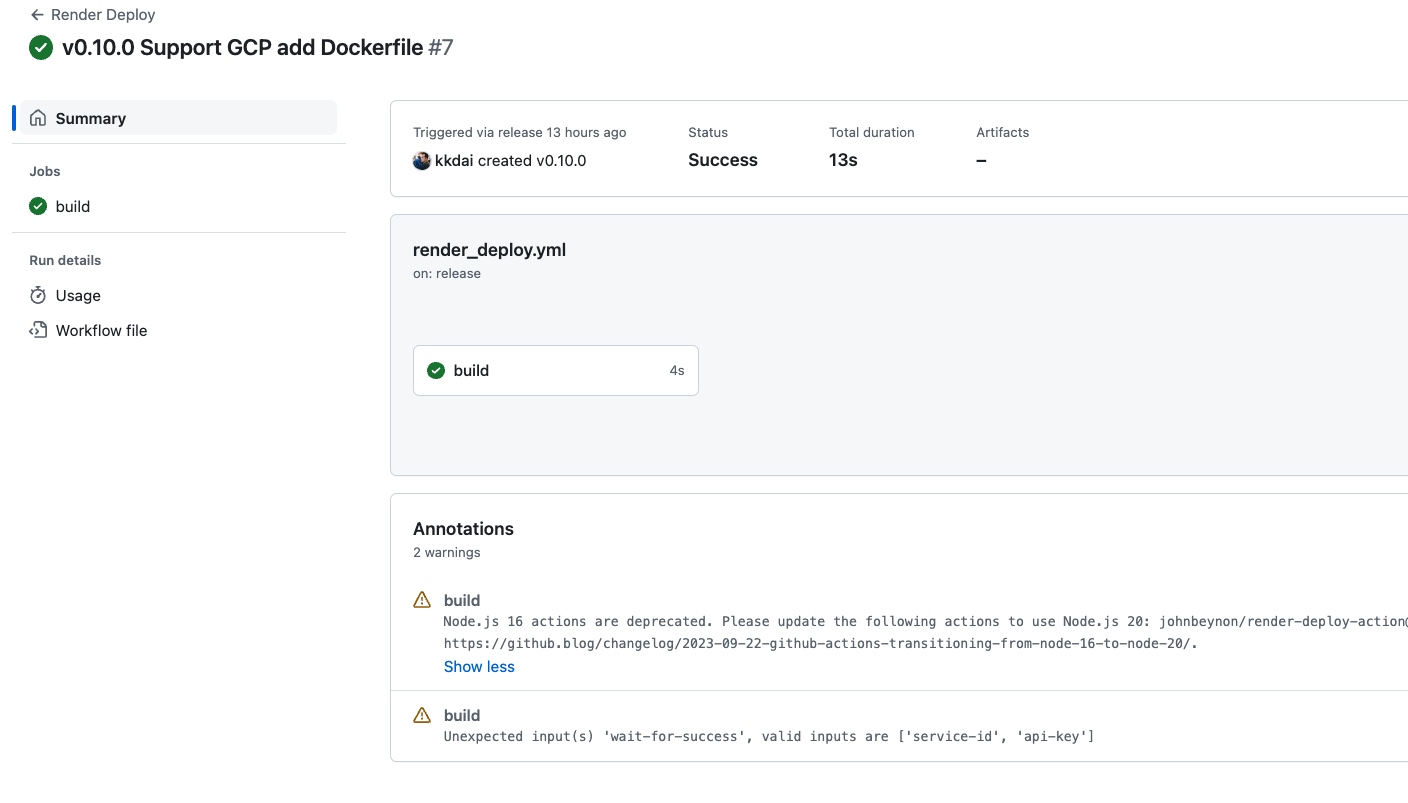 Render Deploy
v0.10.0 Support GCP add Dockerfile #7
Summary
Jobs
build
Run details
Usage
Workflow file
Triggered via release 13 hours ago
kkdai created v0.10.0
Status
Success
Total duration
13s
Artifacts
–
render_deploy.yml
on: release
build 4s
Annotations
2 warnings
build
Node.js 16 actions are deprecated. Please update the following actions to use Node.js 20: johnbeynon/render-deploy-action@
https://github.blog/changelog/2023-09-22-github-actions-transitioning-from-node-16-to-node-20/.
Show less
build
Unexpected input(s) 'wait-for-success', valid inputs are ['service-id', 'api-key']